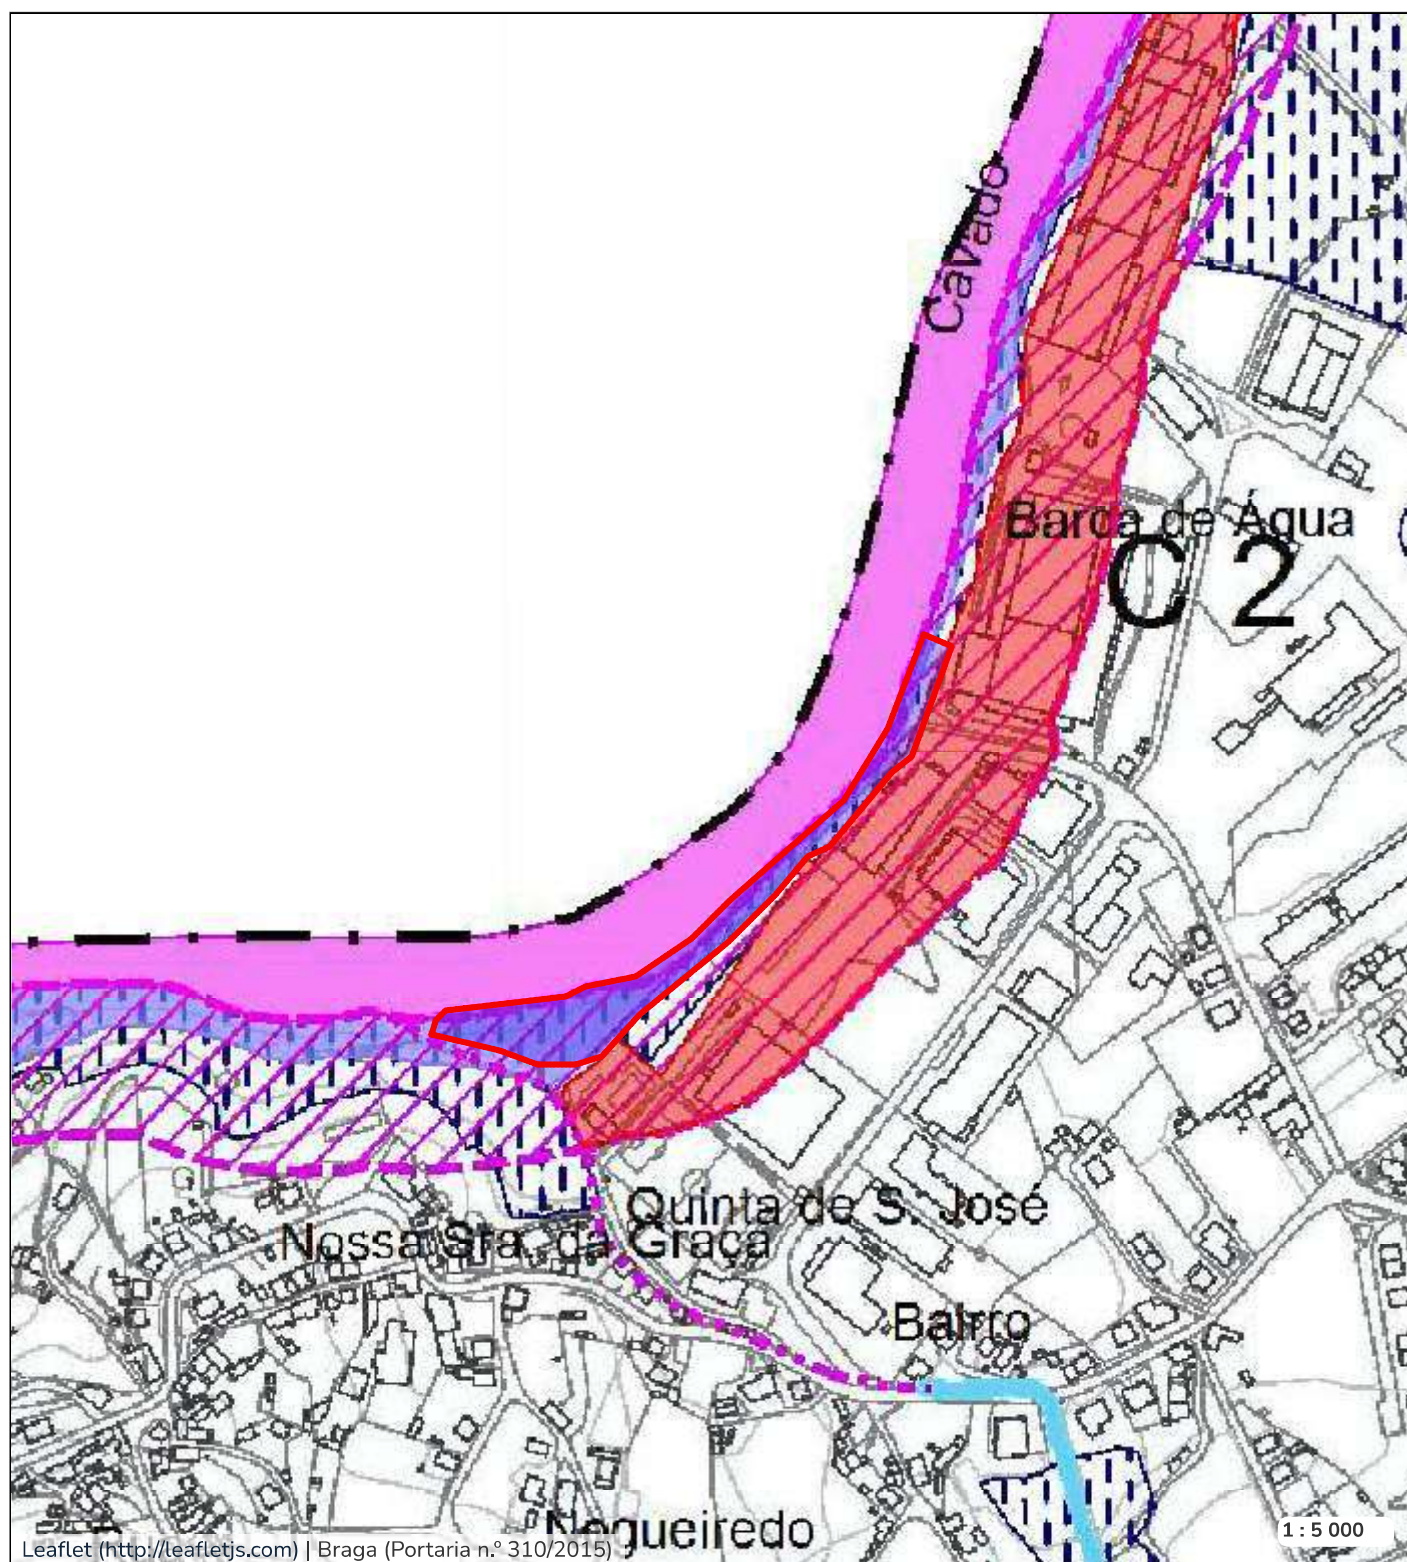 Cávado
Barca de Água
C 2
Quinta de S. José
Nossa Sra. da Graça
Bairro
Nogueiredo
1 : 5 000
Leaflet (http://leafletjs.com) | Braga (Portaria n.º 310/2015)